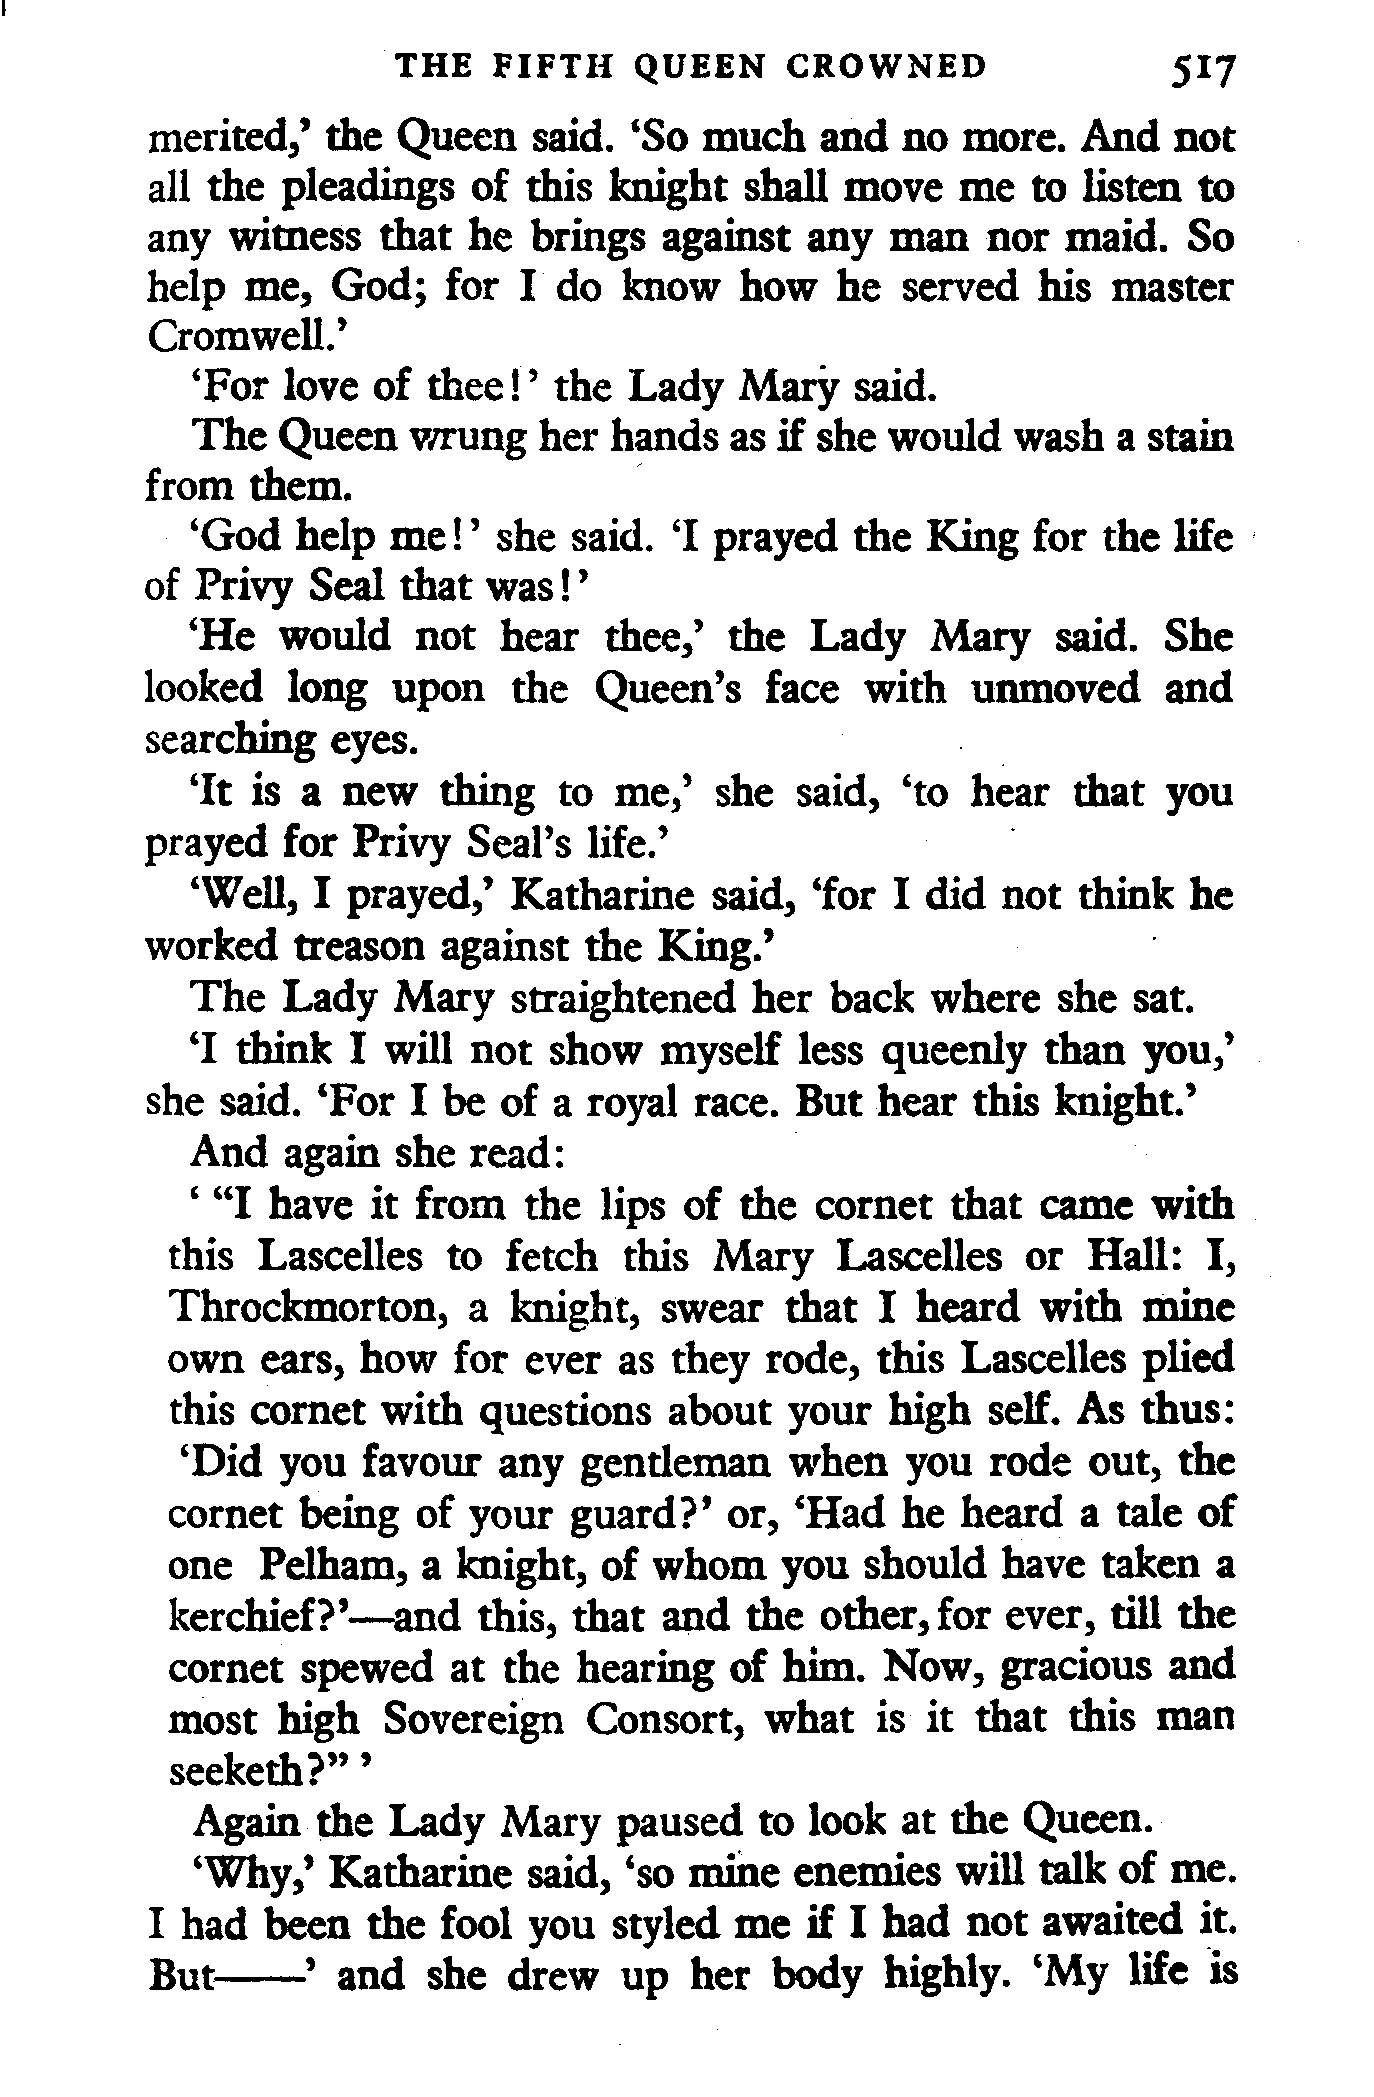 THE FIFTH QUEEN CROWNED 517
merited,’ the Queen said. ‘So much and no more. And not
all the pleadings of this knight shall move me to listen to
any witness that he brings against any man nor maid. So
help me, God; for I do know how he served his master
Cromwell.’
‘For love of thee!’ the Lady Mary said.
The Queen wrung her hands as if she would wash a stain
from them.
‘God help me!’ she said. ‘I prayed the King for the life
of Privy Seal that was!’
‘He would not hear thee,’ the Lady Mary said. She
looked long upon the Queen’s face with unmoved and
searching eyes.
‘It is a new thing to me,’ she said, ‘to hear that you
prayed for Privy Seal’s life.’
‘Well, I prayed,’ Katharine said, ‘for I did not think he
worked treason against the King.’
The Lady Mary straightened her back where she sat.
‘I think I will not show myself less queenly than you,’
she said. ‘For I be of a royal race. But hear this knight.’
And again she read:
‘ “I have it from the lips of the cornet that came with
this Lascelles to fetch this Mary Lascelles or Hall: I,
Throckmorton, a knight, swear that I heard with mine
own ears, how for ever as they rode, this Lascelles plied
this cornet with questions about your high self. As thus:
‘Did you favour any gentleman when you rode out, the
cornet being of your guard?’ or, ‘Had he heard a tale of
one Pelham, a knight, of whom you should have taken a
kerchief?’—and this, that and the other, for ever, till the
cornet spewed at the hearing of him. Now, gracious and
most high Sovereign Consort, what is it that this man
seeketh?” ’
Again the Lady Mary paused to look at the Queen.
‘Why,’ Katharine said, ‘so mine enemies will talk of me.
I had been the fool you styled me if I had not awaited it.
But——’ and she drew up her body highly. ‘My life is